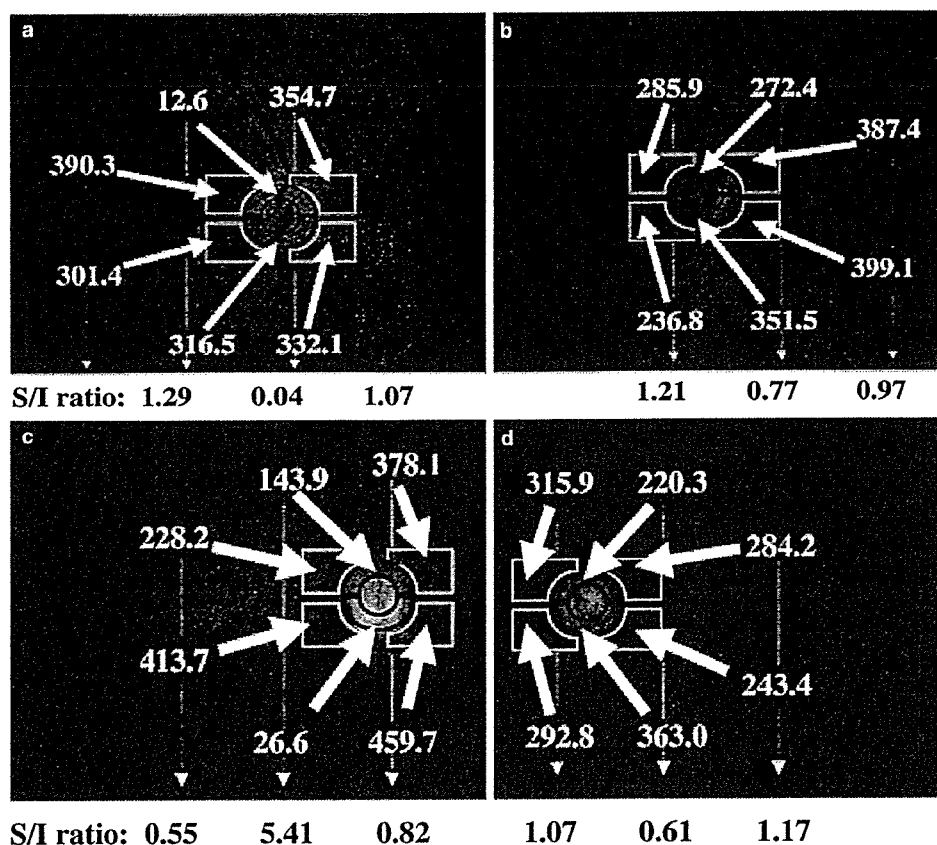 a
12.6 354.7
390.3
301.4
316.5 332.1
S/I ratio: 1.29 0.04 1.07
b
285.9 272.4
387.4
399.1
236.8 351.5
1.21 0.77 0.97
c
143.9 378.1
228.2
413.7
26.6 459.7
S/I ratio: 0.55 5.41 0.82
d
315.9 220.3
284.2
243.4
292.8 363.0
1.07 0.61 1.17